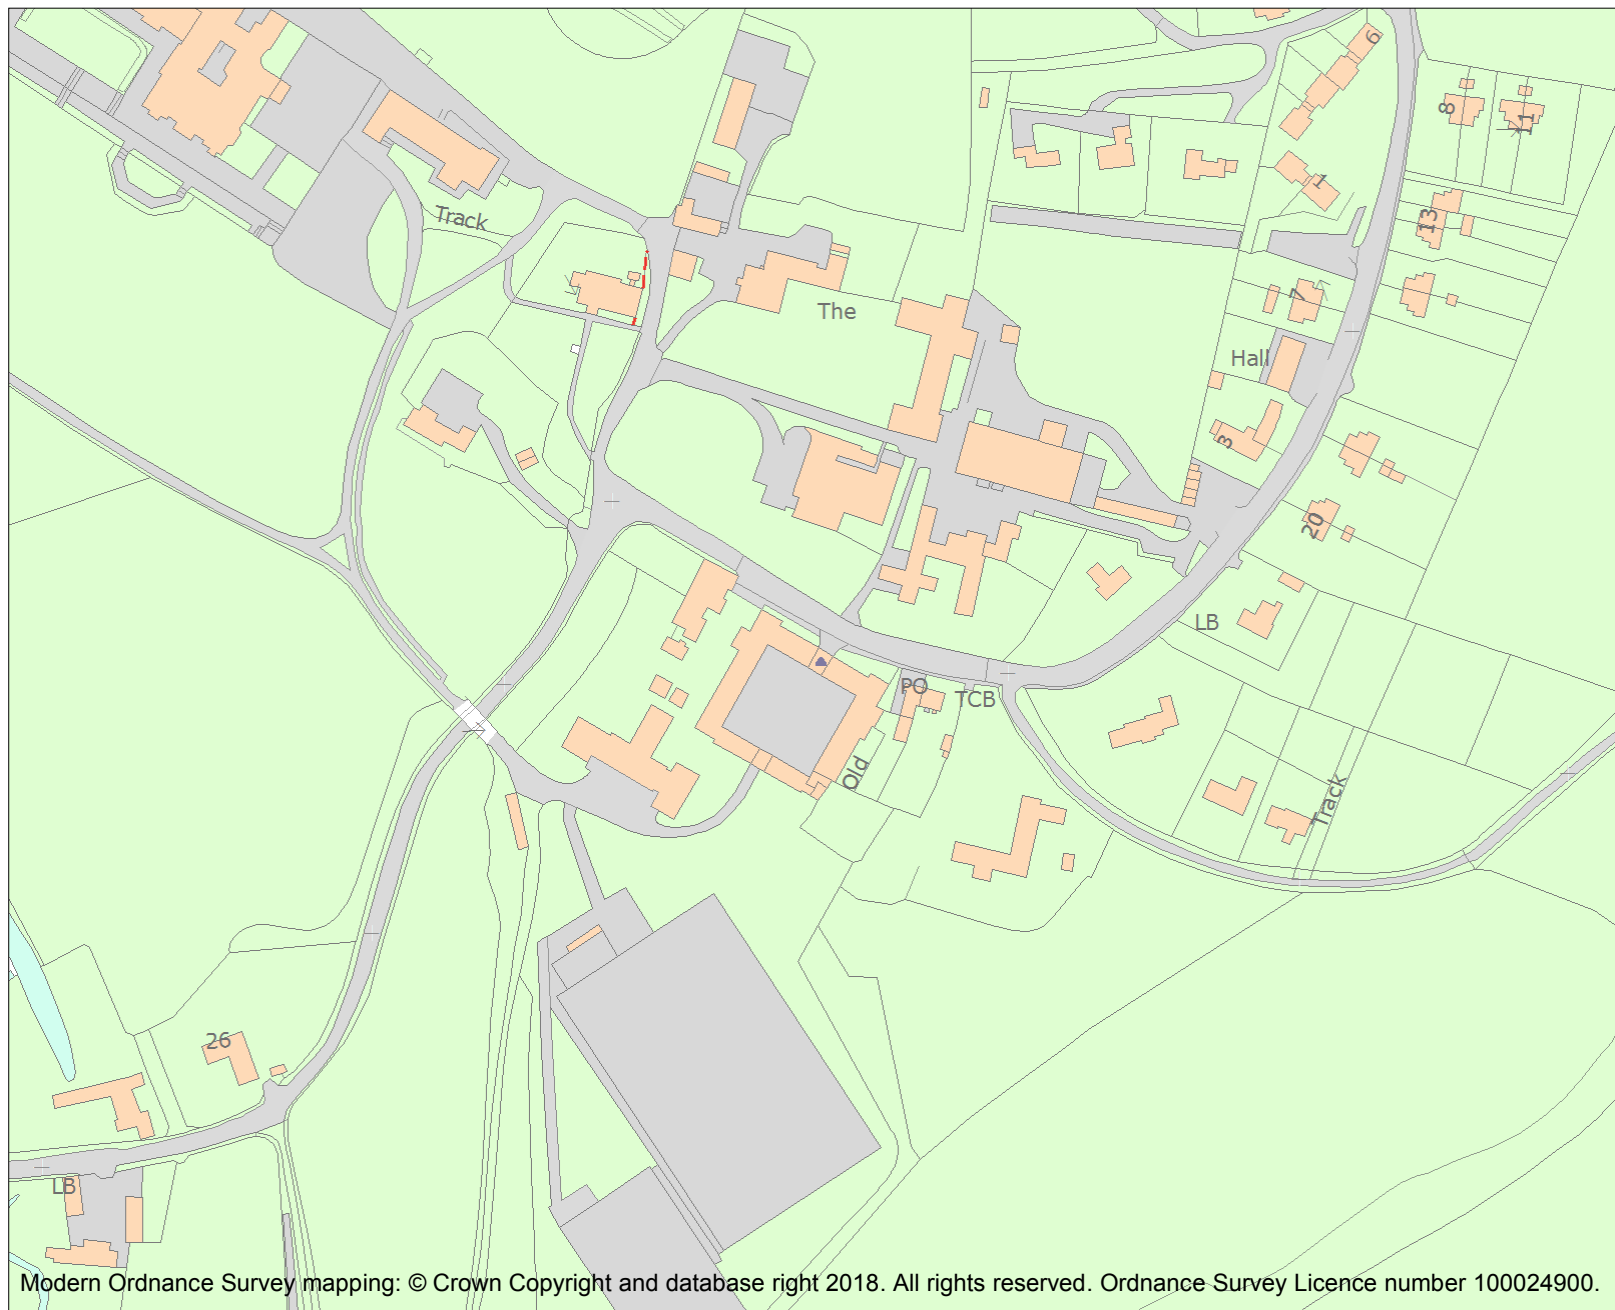 6
8
11
Track
1
13
The
7
Hall
3
20
LB
PO
TCB
Old
Track
26
LB
Modern Ordnance Survey mapping: © Crown Copyright and database right 2018. All rights reserved. Ordnance Survey Licence number 100024900.